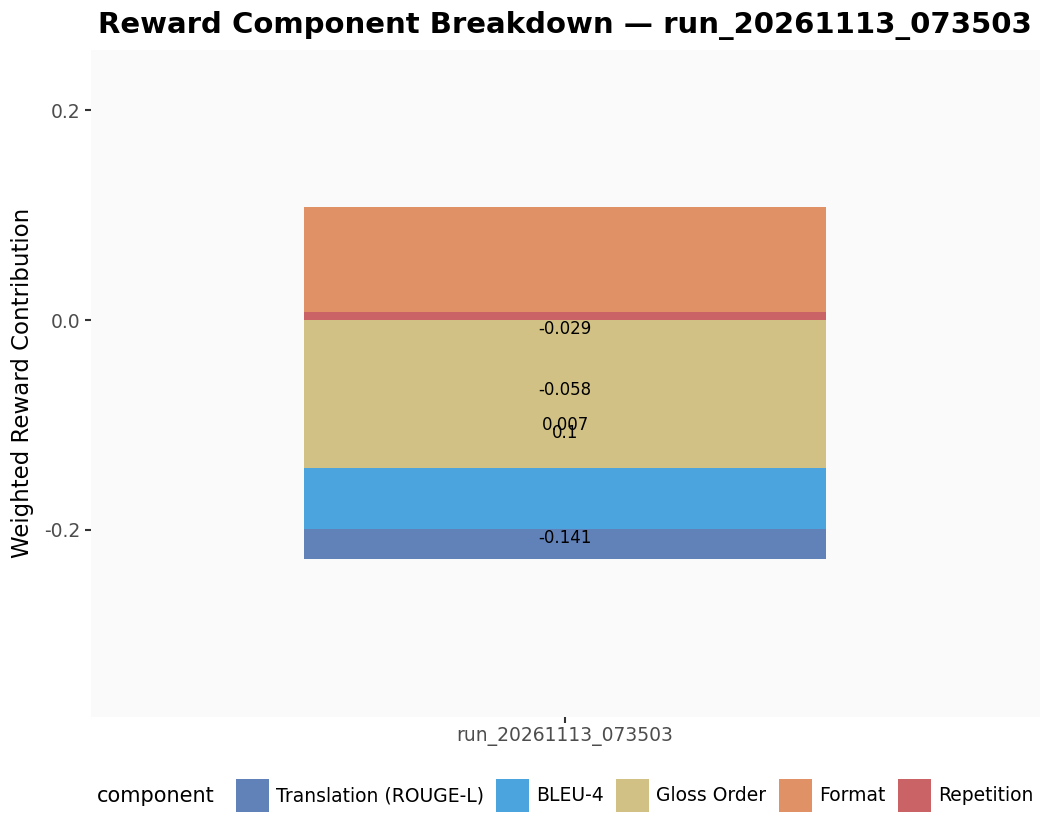 Reward Component Breakdown — run_20261113_073503
Weighted Reward Contribution
0.2
0.0
-0.2
-0.029
-0.058
0.007
0.1
-0.141
run_20261113_073503
component Translation (ROUGE-L) BLEU-4 Gloss Order Format Repetition